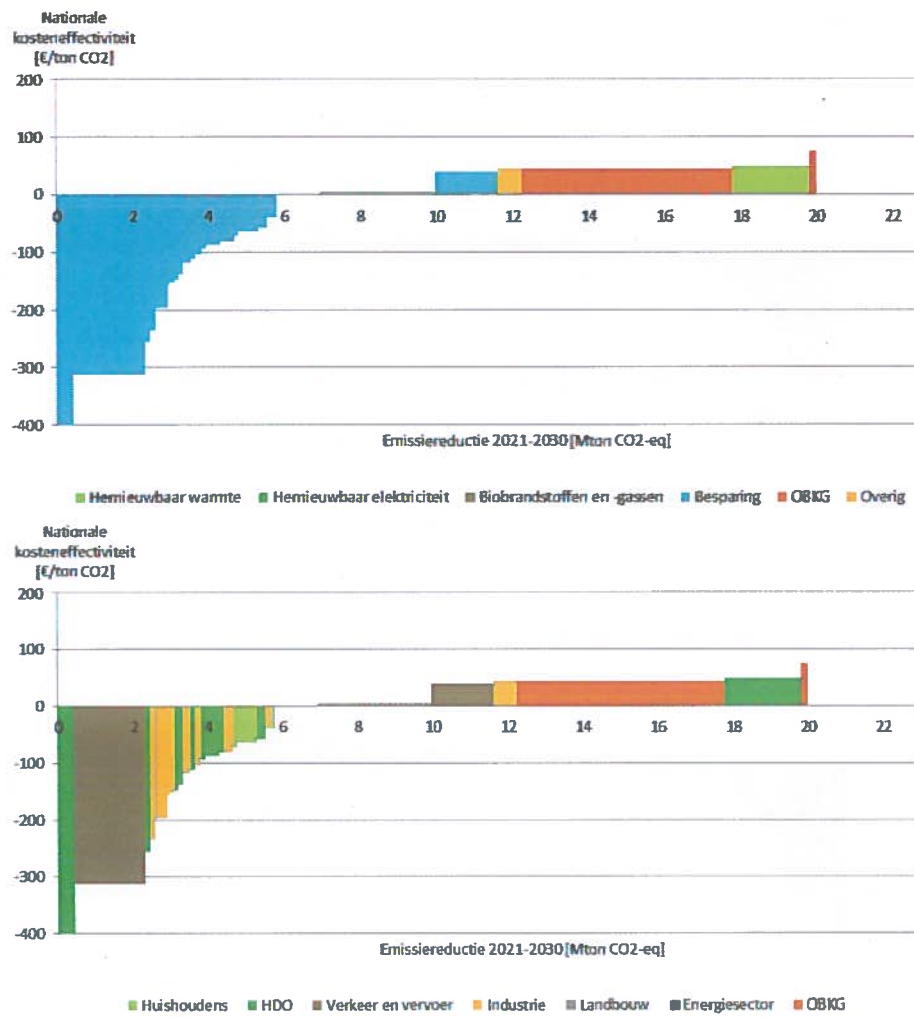 Nationale
kosteneffectiviteit
[€/ton CO2]
200
100
0
0 2 4 6 8 10 12 14 16 18 20 22
-100
-200
-300
-400
Emissiereductie 2021-2030 [Mton CO2-eq]
Hernieuwbaar warmte Hernieuwbaar elektriciteit Biobrandstoffen en -gassen Besparing OBKG Overig
Nationale
kosteneffectiviteit
[€/ton CO2]
200
100
0
0 2 4 6 8 10 12 14 16 18 20 22
-100
-200
-300
-400
Emissiereductie 2021-2030 [Mton CO2-eq]
Huishoudens HDO Verkeer en vervoer Industrie Landbouw Energiesector OBKG